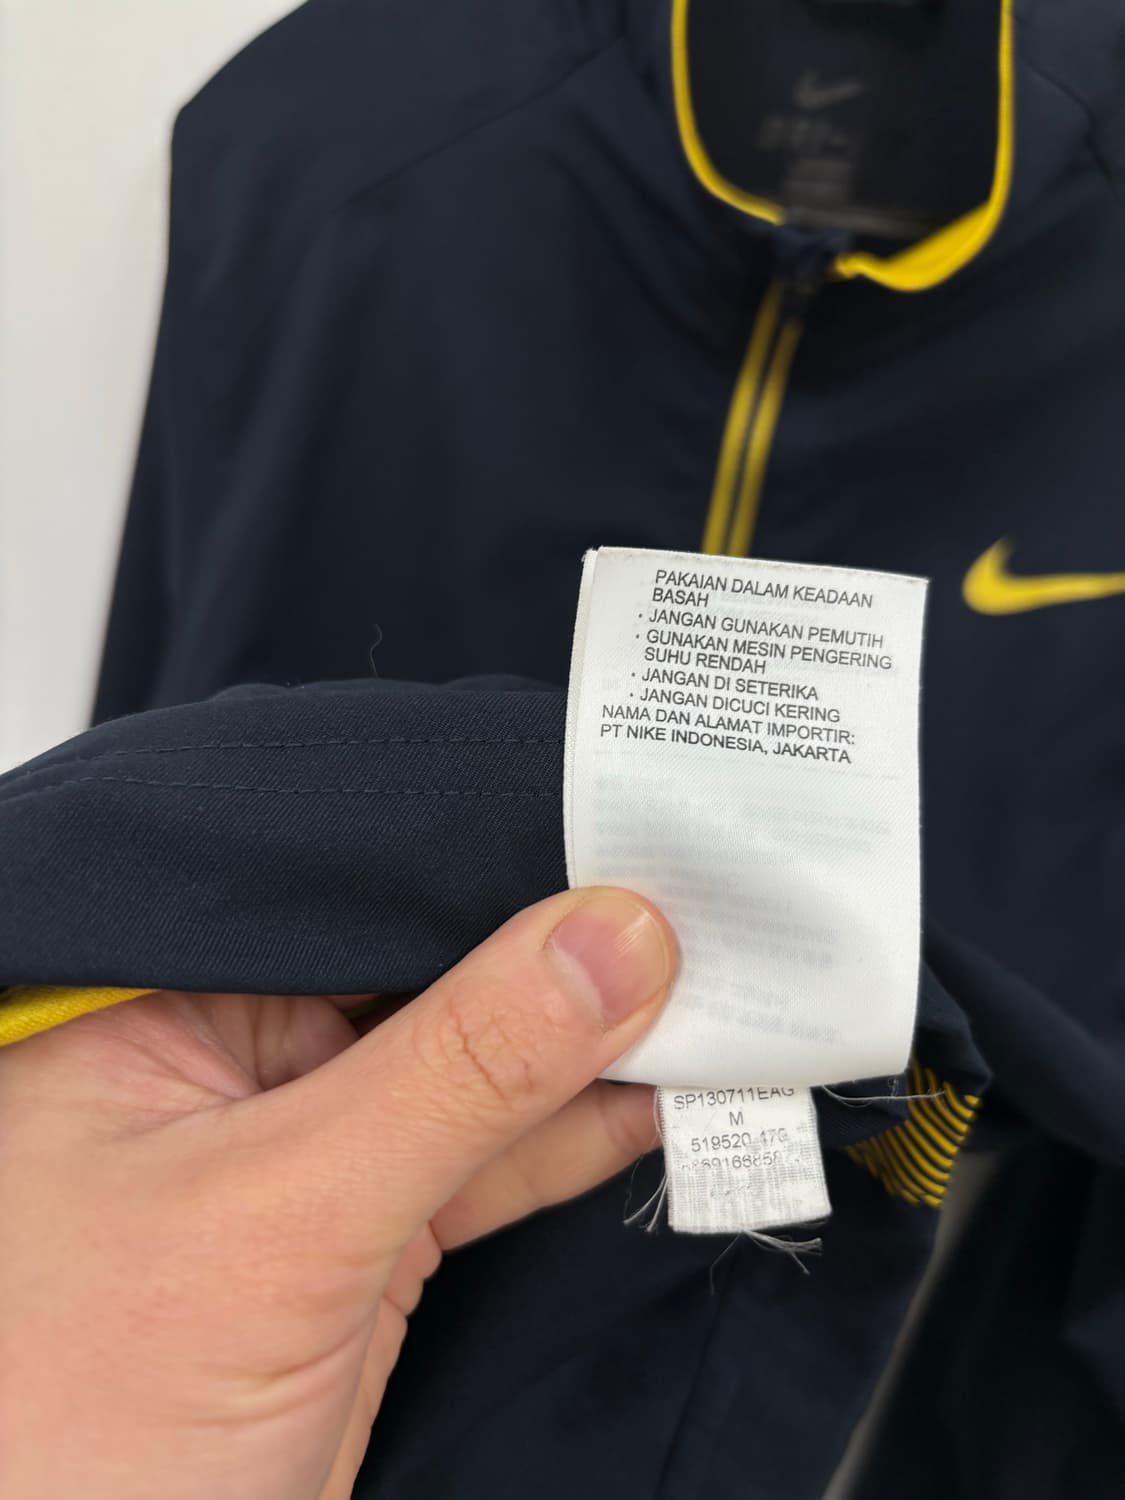 PAKAIAN DALAM KEADAAN
BASAH
· JANGAN GUNAKAN PEMUTIH
· GUNAKAN MESIN PENGERING
SUHU RENDAH
· JANGAN DI SETERIKA
· JANGAN DICUCI KERING
NAMA DAN ALAMAT IMPORTIR:
PT NIKE INDONESIA, JAKARTA
SP130711EAG
M
519520